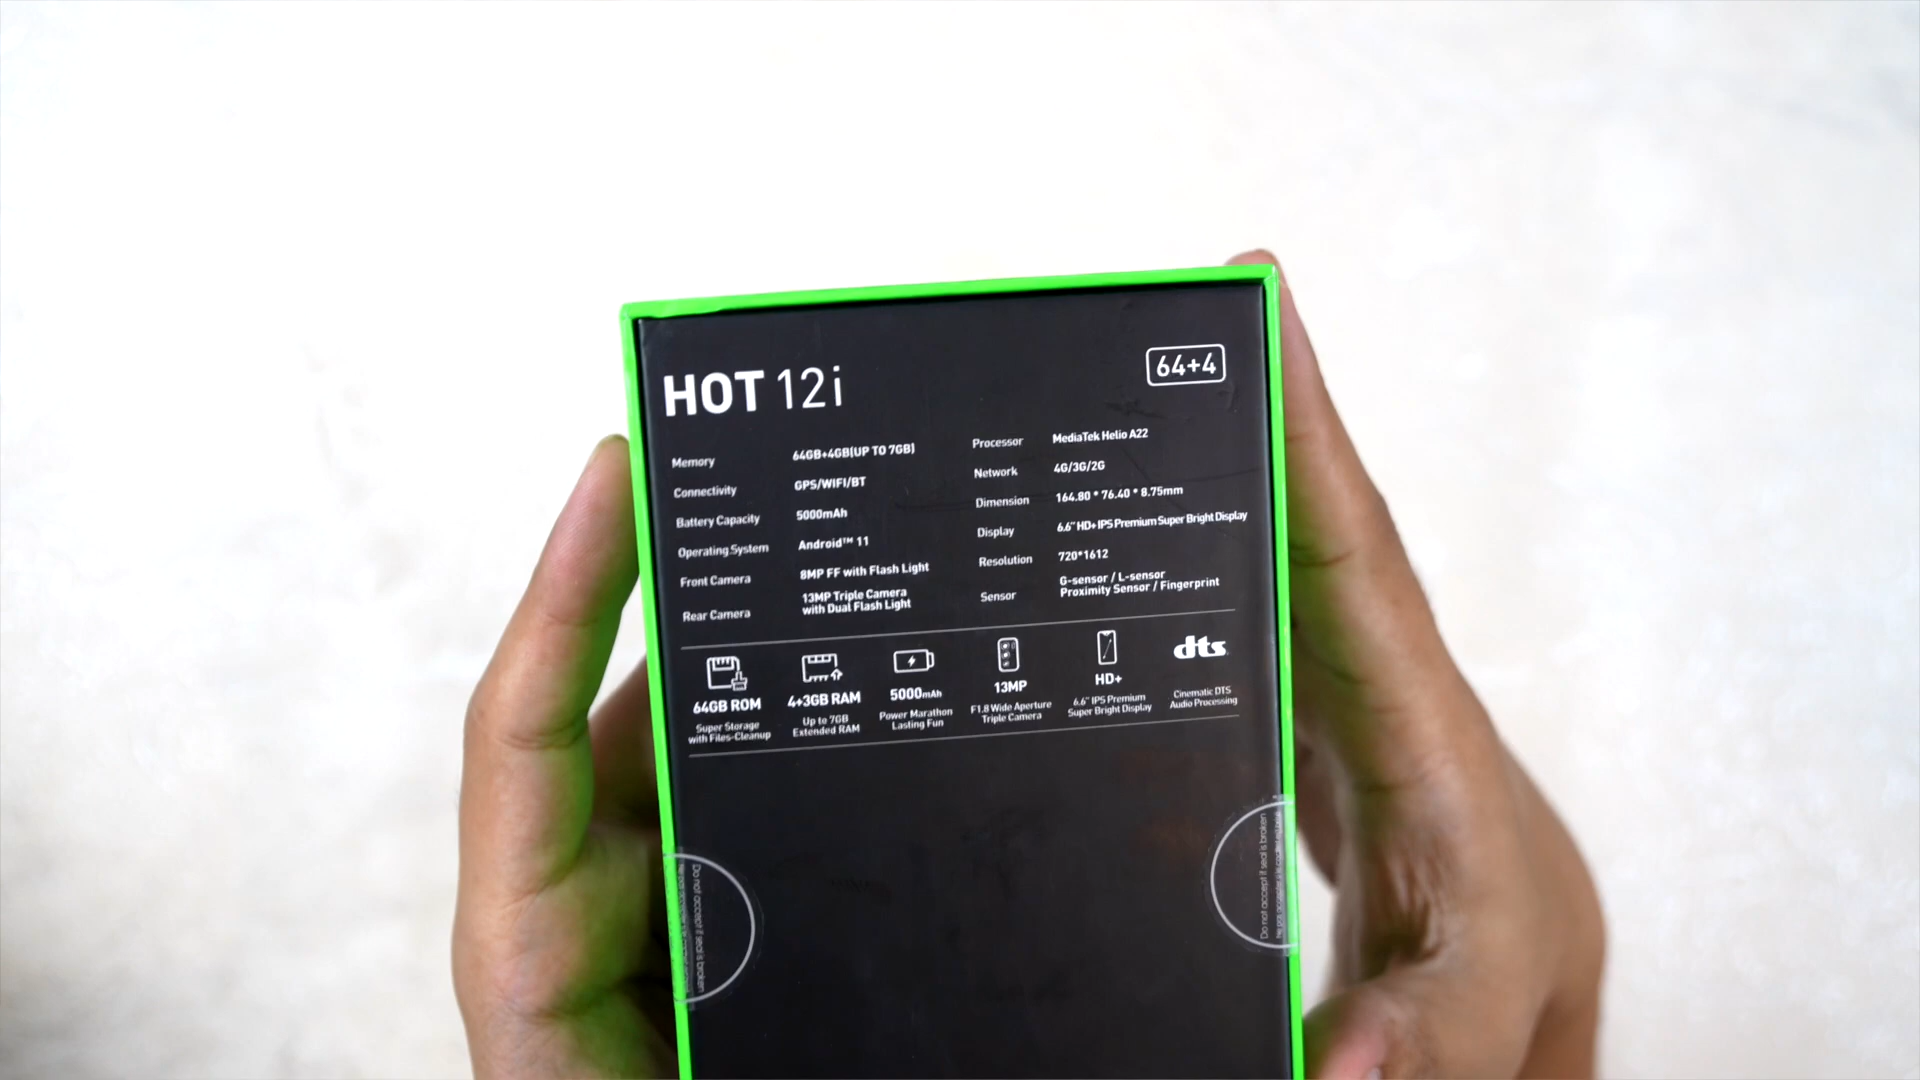 HOT 12i
64+4
Memory 64GB+4GB(UP TO 7GB)
Connectivity GPS/WIFI/BT
Battery Capacity 5000mAh
Operating System Android™ 11
Front Camera 8MP FF with Flash Light
Rear Camera 13MP Triple Camera
with Dual Flash Light
Processor MediaTek Helio A22
Network 4G/3G/2G
Dimension 164.80 * 76.40 * 8.75mm
Display 6.6" HD+ IPS Premium Super Bright Display
Resolution 720*1612
Sensor G-sensor / L-sensor
Proximity Sensor / Fingerprint
64GB ROM
Super Storage
with Files-Cleanup
4+3GB RAM
Up to 7GB
Extended RAM
5000mAh
Power Marathon
Lasting Fun
13MP
F1.8 Wide Aperture
Triple Camera
HD+
6.6" IPS Premium
Super Bright Display
dts
Cinematic DTS
Audio Processing
Do not accept if seal is broken
Do not accept if seal is broken